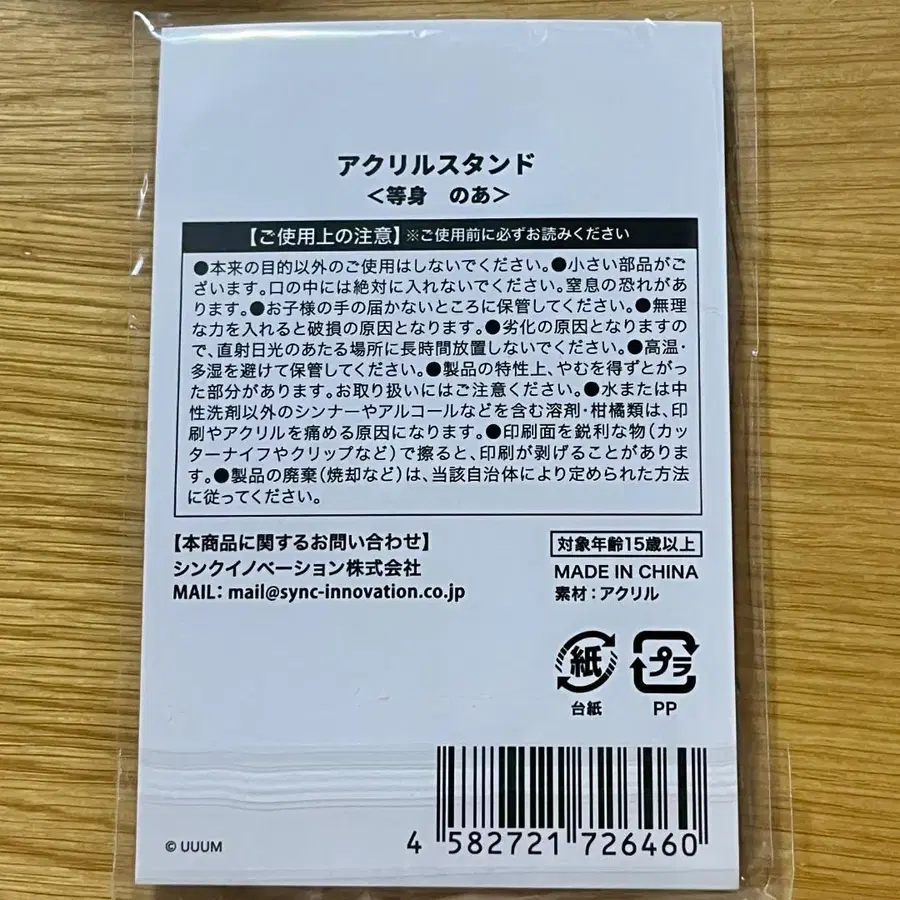 アクリルスタンド
＜等身　のあ＞
【ご使用上の注意】※ご使用前に必ずお読みください
●本来の目的以外のご使用はしないでください。●小さい部品がご
ざいます。口の中には絶対に入れないでください。窒息の恐れがあ
ります。●お子様の手の届かないところに保管してください。●無理
な力を入れると破損の原因となります。●劣化の原因となりますの
で、直射日光のあたる場所に長時間放置しないでください。●高温・
多湿を避けて保管してください。●製品の特性上、やむを得ずとがっ
た部分があります。お取り扱いにはご注意ください。●水または中
性洗剤以外のシンナーやアルコールなどを含む溶剤・柑橘類は、印
刷やアクリルを痛める原因になります。●印刷面を鋭利な物（カッ
ターナイフやクリップなど）で擦ると、印刷が剥げることがありま
す。●製品の廃棄（焼却など）は、当該自治体により定められた方法
に従ってください。
【本商品に関するお問い合わせ】
シンクイノベーション株式会社
MAIL：mail@sync-innovation.co.jp
対象年齢15歳以上
MADE IN CHINA
素材：アクリル
紙
プラ
台紙
PP
4 582721 726460
© UUUM